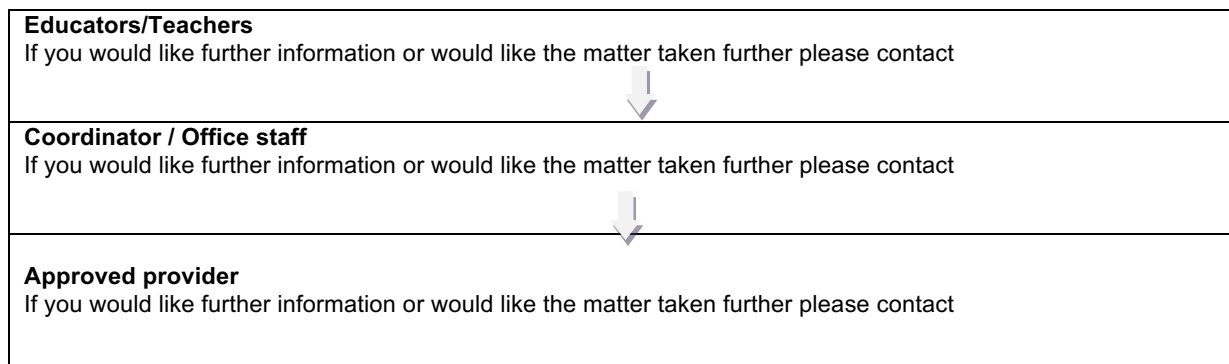 Educators/Teachers
If you would like further information or would like the matter taken further please contact
Coordinator / Office staff
If you would like further information or would like the matter taken further please contact
Approved provider
If you would like further information or would like the matter taken further please contact